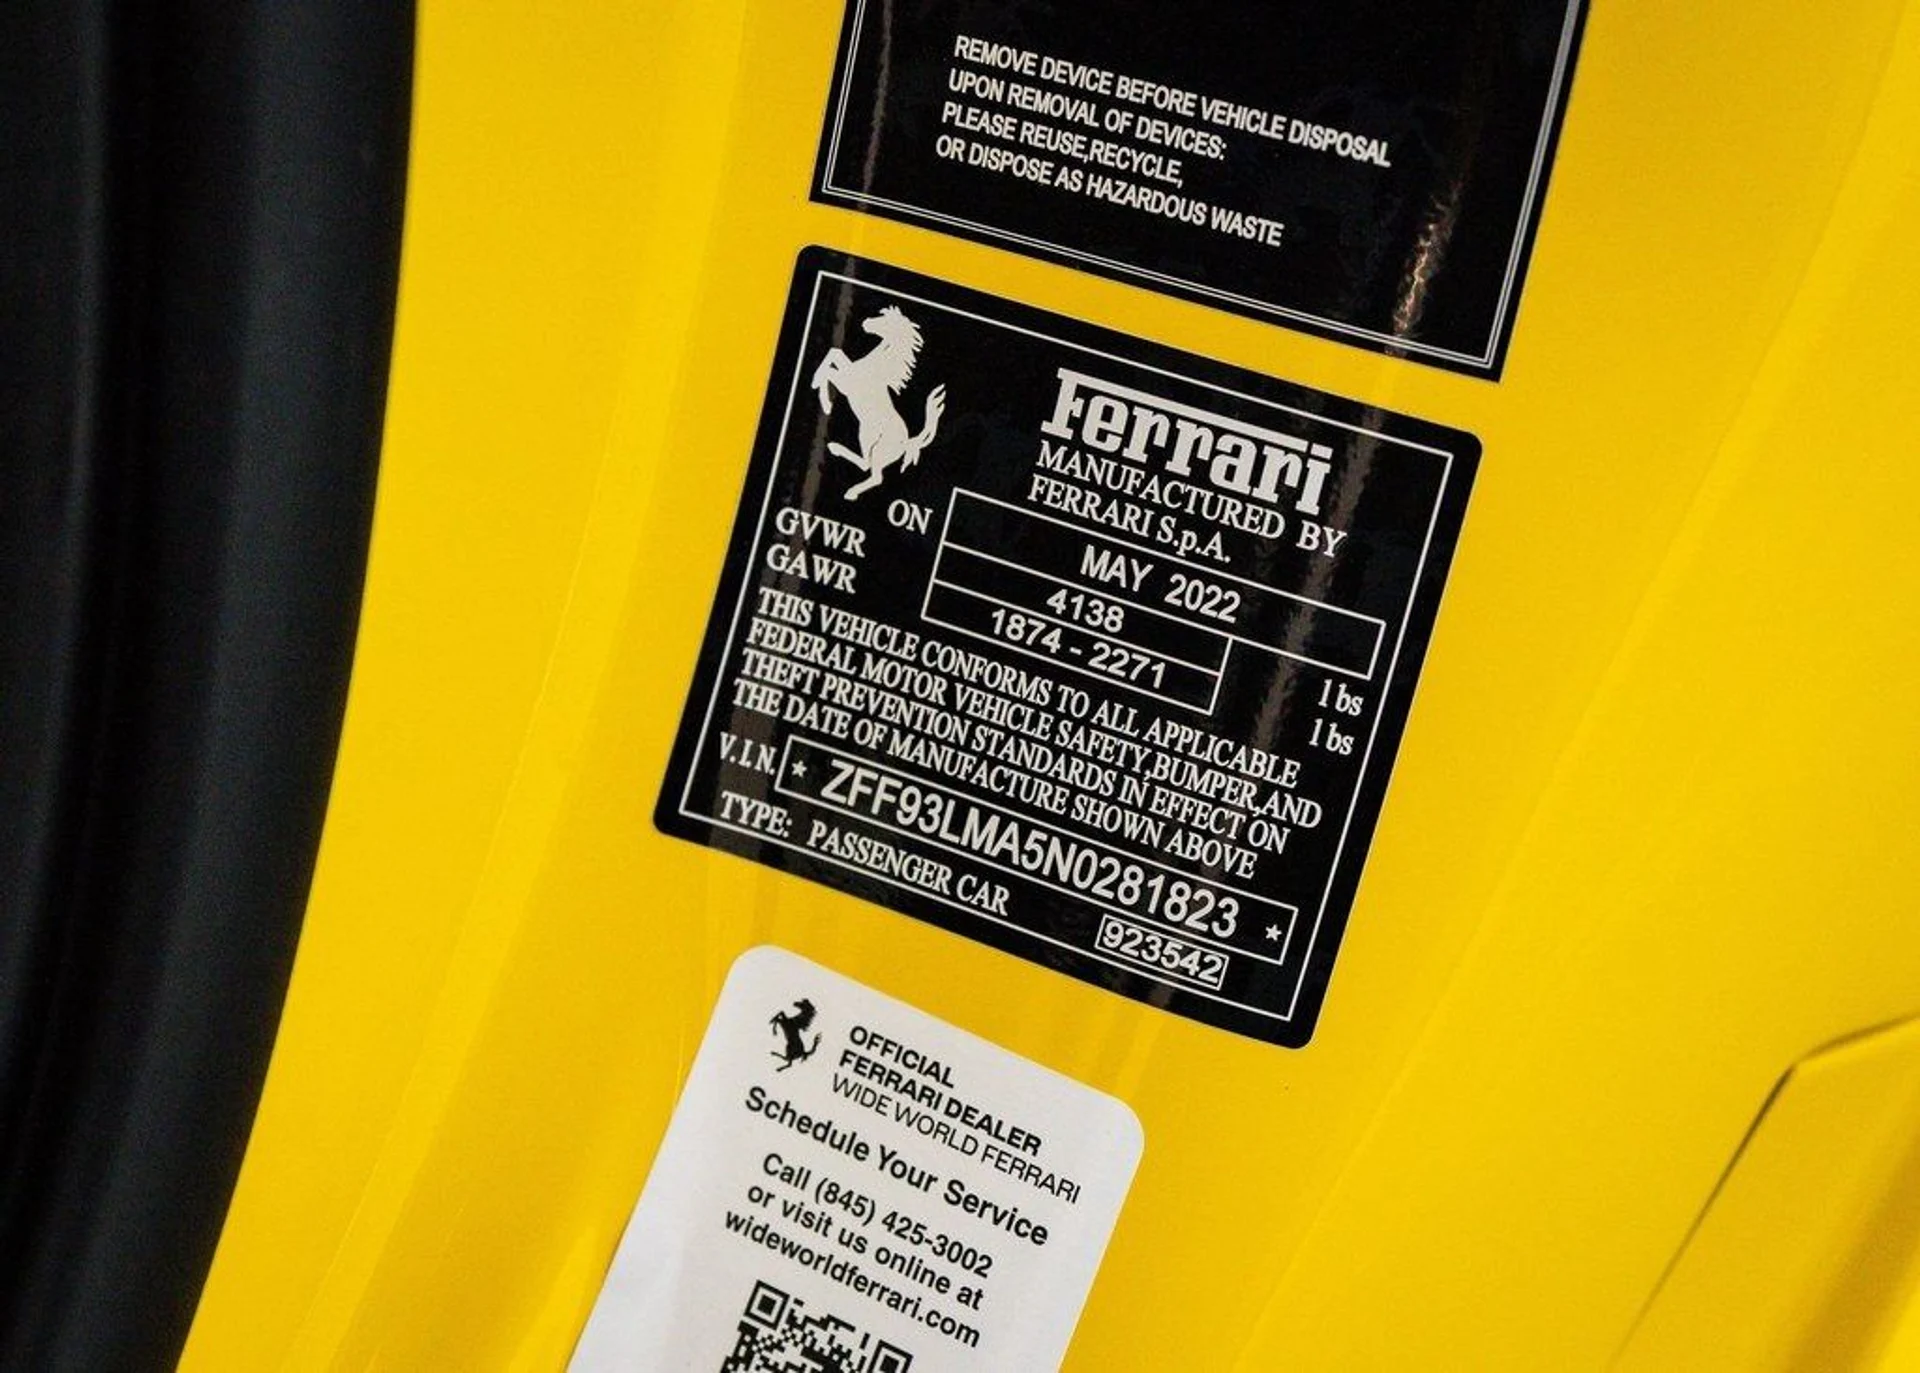 REMOVE DEVICE BEFORE VEHICLE DISPOSAL
UPON REMOVAL OF DEVICES:
PLEASE REUSE,RECYCLE,
OR DISPOSE AS HAZARDOUS WASTE
Ferrari
MANUFACTURED BY
FERRARI S.p.A.
ON MAY 2022
GVWR 4138 lbs
GAWR 1874 - 2271 lbs
THIS VEHICLE CONFORMS TO ALL APPLICABLE
FEDERAL MOTOR VEHICLE SAFETY,BUMPER,AND
THEFT PREVENTION STANDARDS IN EFFECT ON
THE DATE OF MANUFACTURE SHOWN ABOVE
V.I.N. * ZFF93LMA5N0281823 *
TYPE: PASSENGER CAR
923542
OFFICIAL
FERRARI DEALER
WIDE WORLD FERRARI
Schedule Your Service
Call (845) 425-3002
or visit us online at
wideworldferrari.com